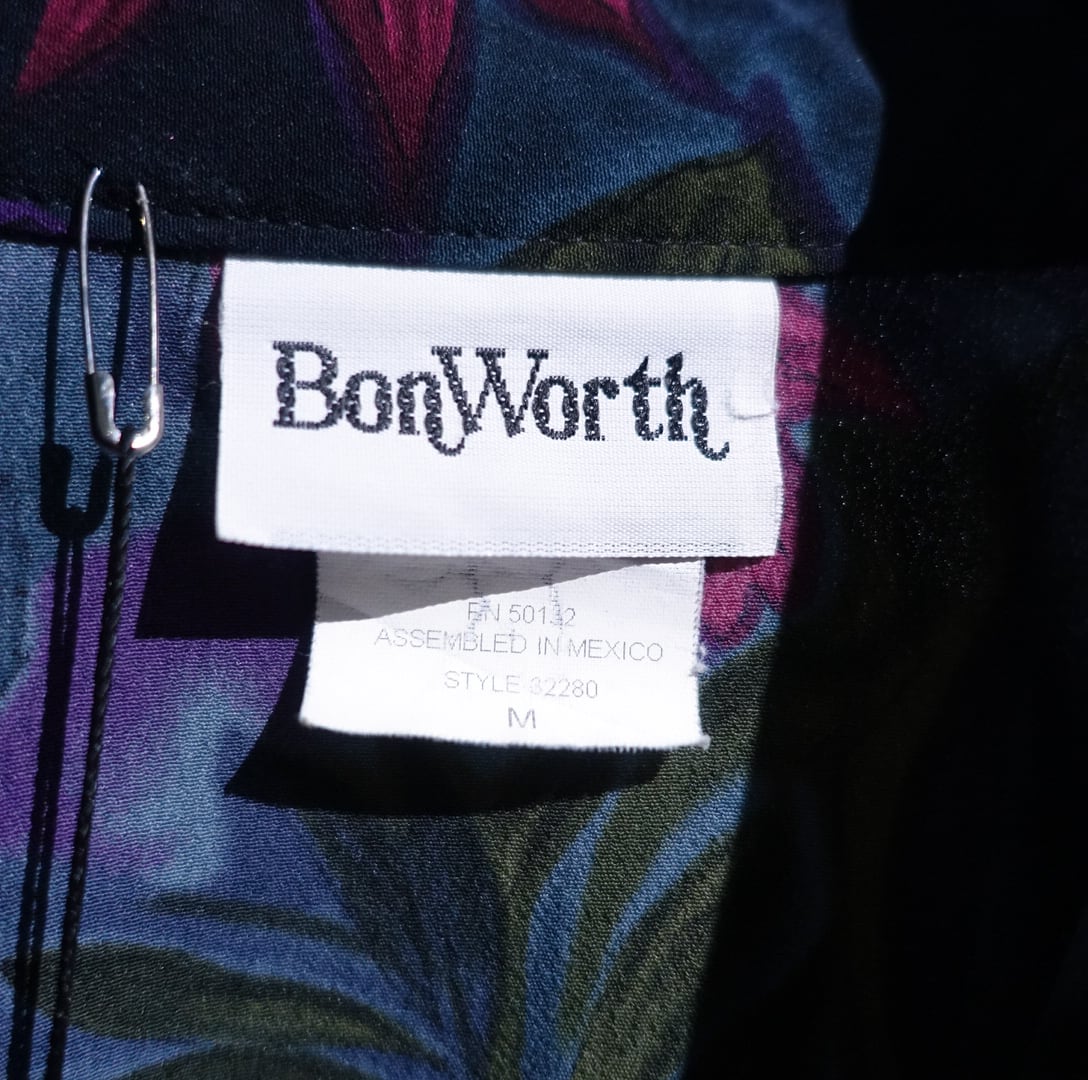 BonWorth
RN 50132
ASSEMBLED IN MEXICO
STYLE 32280
M